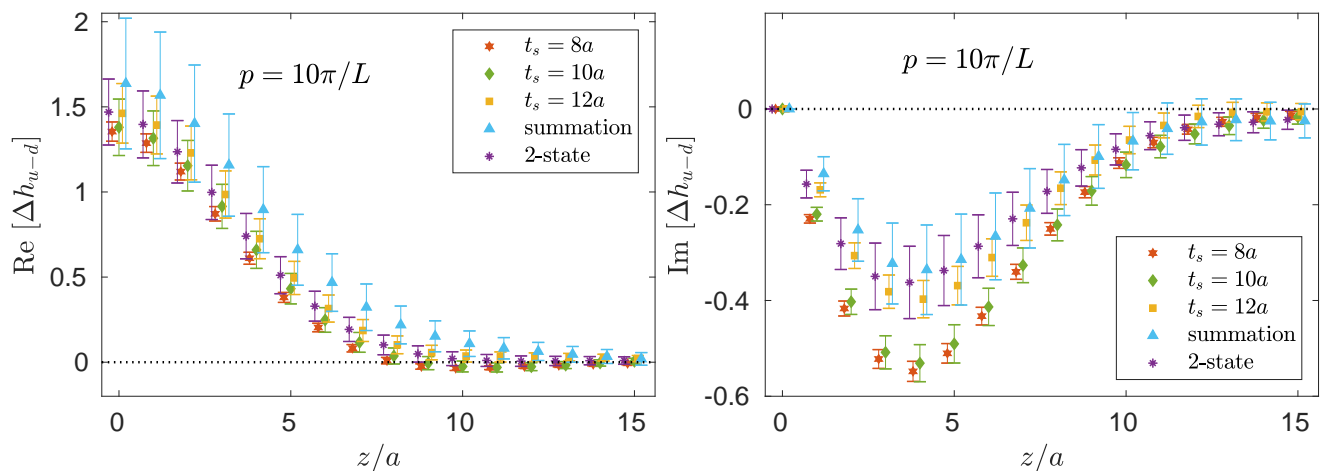 2
1.5
1
0.5
0
Re [Δh_{u−d}]
p = 10π/L
t_s = 8a
t_s = 10a
t_s = 12a
summation
2-state
0 5 10 15
z/a
0
-0.2
-0.4
-0.6
Im [Δh_{u−d}]
p = 10π/L
t_s = 8a
t_s = 10a
t_s = 12a
summation
2-state
0 5 10 15
z/a